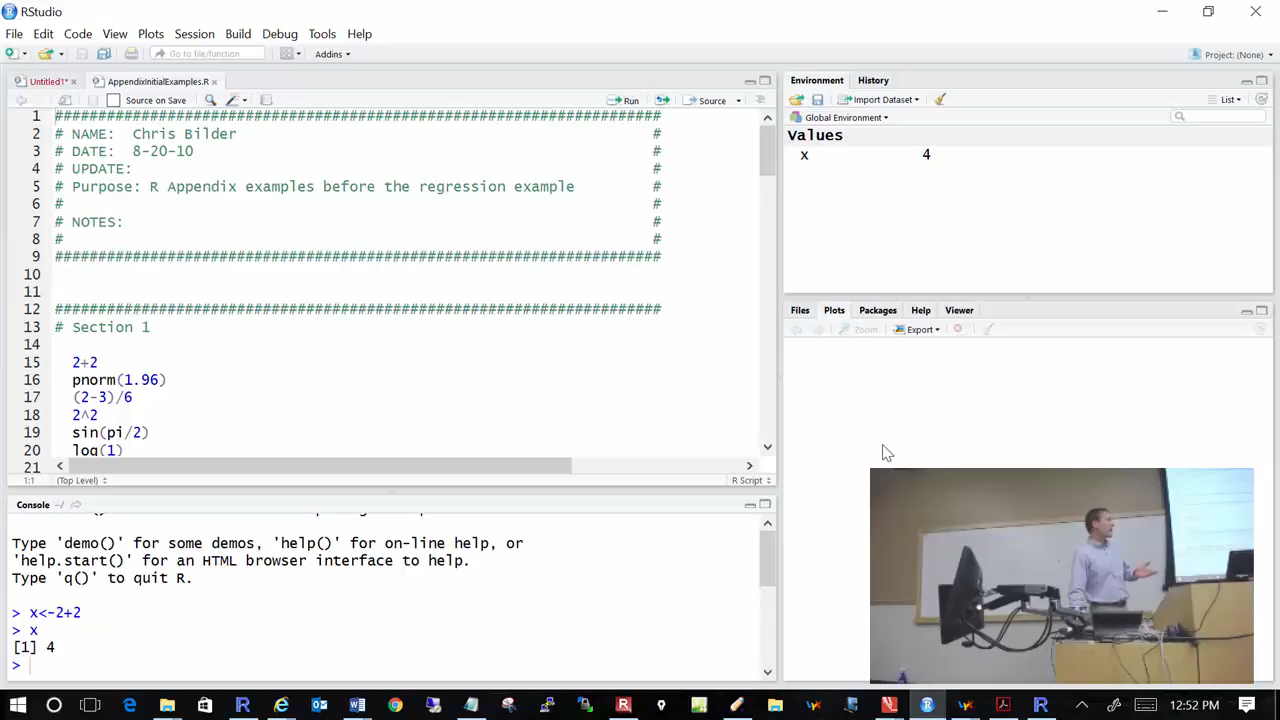 RStudio
File Edit Code View Plots Session Build Debug Tools Help
Go to file/function Addins Project: (None)
Untitled1* AppendixInitialExamples.R
Source on Save Run Source
1 ######################################################################
2 # NAME: Chris Bilder #
3 # DATE: 8-20-10 #
4 # UPDATE: #
5 # Purpose: R Appendix examples before the regression example #
6 # #
7 # NOTES: #
8 # #
9 ######################################################################
10
11
12 ######################################################################
13 # Section 1
14
15 2+2
16 pnorm(1.96)
17 (2-3)/6
18 2^2
19 sin(pi/2)
20 log(1)
21
1:1 (Top Level) R Script
Console ~/
Type 'demo()' for some demos, 'help()' for on-line help, or
'help.start()' for an HTML browser interface to help.
Type 'q()' to quit R.
> x<-2+2
> x
[1] 4
>
Environment History
Import Dataset List
Global Environment
Values
x 4
Files Plots Packages Help Viewer
Zoom Export
12:52 PM